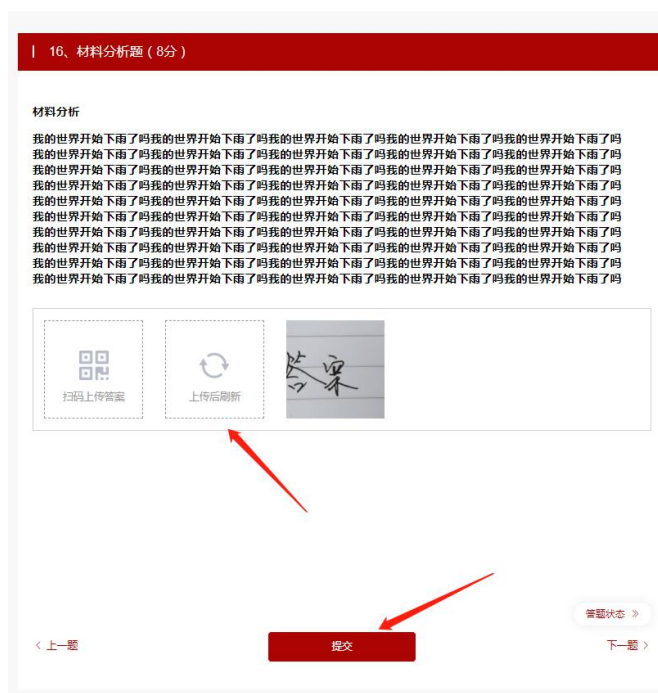 16、材料分析题（8分）
材料分析
我的世界开始下雨了吗我的世界开始下雨了吗我的世界开始下雨了吗我的世界开始下雨了吗我的世界开始下雨了吗
我的世界开始下雨了吗我的世界开始下雨了吗我的世界开始下雨了吗我的世界开始下雨了吗我的世界开始下雨了吗
我的世界开始下雨了吗我的世界开始下雨了吗我的世界开始下雨了吗我的世界开始下雨了吗我的世界开始下雨了吗
我的世界开始下雨了吗我的世界开始下雨了吗我的世界开始下雨了吗我的世界开始下雨了吗我的世界开始下雨了吗
我的世界开始下雨了吗我的世界开始下雨了吗我的世界开始下雨了吗我的世界开始下雨了吗我的世界开始下雨了吗
我的世界开始下雨了吗我的世界开始下雨了吗我的世界开始下雨了吗我的世界开始下雨了吗我的世界开始下雨了吗
我的世界开始下雨了吗我的世界开始下雨了吗我的世界开始下雨了吗我的世界开始下雨了吗我的世界开始下雨了吗
我的世界开始下雨了吗我的世界开始下雨了吗我的世界开始下雨了吗我的世界开始下雨了吗我的世界开始下雨了吗
我的世界开始下雨了吗我的世界开始下雨了吗我的世界开始下雨了吗我的世界开始下雨了吗我的世界开始下雨了吗
我的世界开始下雨了吗我的世界开始下雨了吗我的世界开始下雨了吗我的世界开始下雨了吗我的世界开始下雨了吗
答案
扫码上传答案
上传后刷新
答题状态 》
〈 上一题
提交
下一题 〉